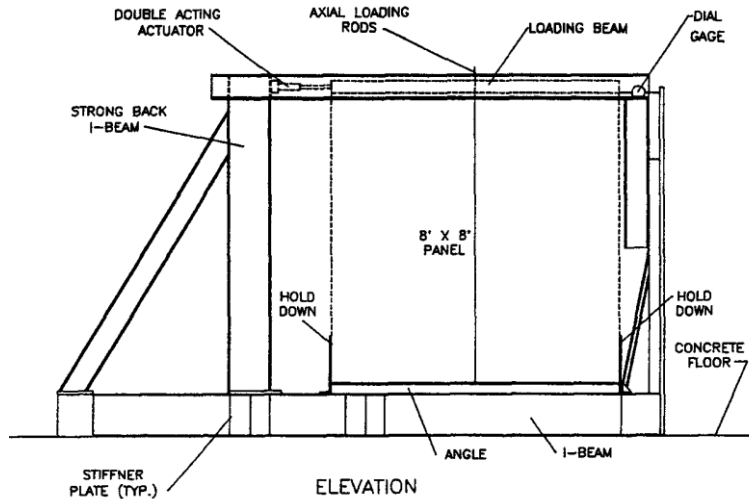 DOUBLE ACTING
ACTUATOR
AXIAL LOADING
RODS
LOADING BEAM
DIAL
GAGE
STRONG BACK
I-BEAM
8' X 8'
PANEL
HOLD
DOWN
HOLD
DOWN
CONCRETE
FLOOR
ANGLE
I-BEAM
STIFFNER
PLATE (TYP.)
ELEVATION